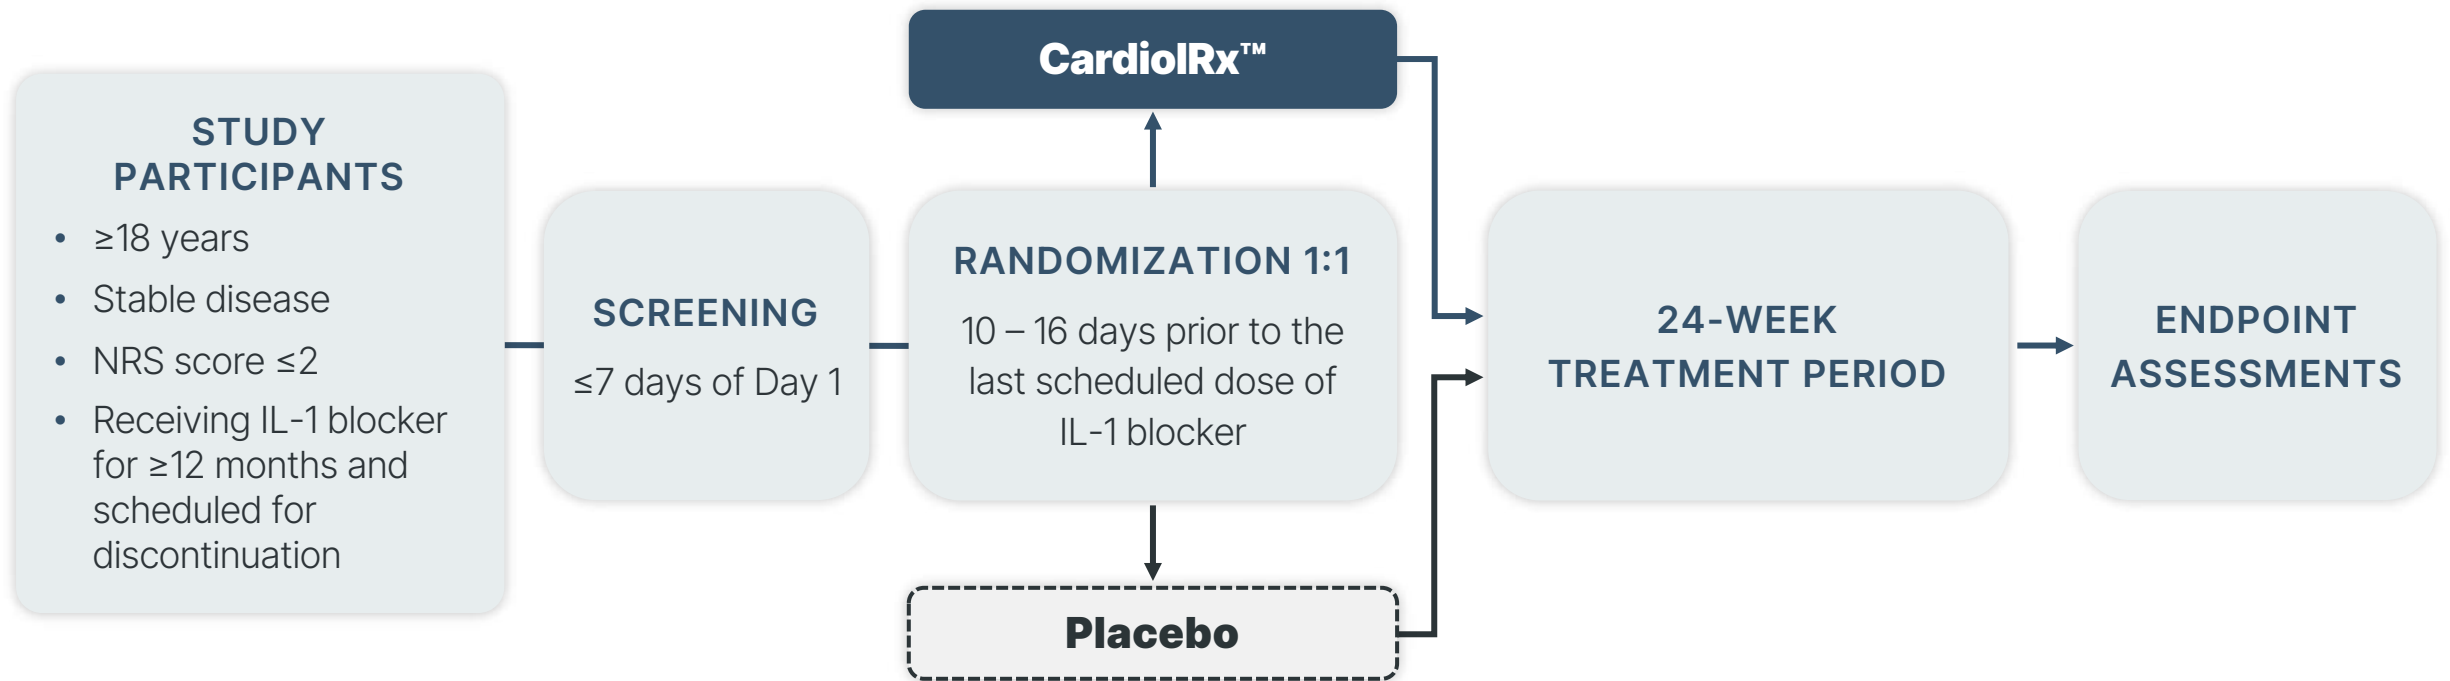 STUDY
PARTICIPANTS
• ≥18 years
• Stable disease
• NRS score ≤2
• Receiving IL-1 blocker
for ≥12 months and
scheduled for
discontinuation
SCREENING
≤7 days of Day 1
CardiolRx™
RANDOMIZATION 1:1
10 – 16 days prior to the
last scheduled dose of
IL-1 blocker
Placebo
24-WEEK
TREATMENT PERIOD
ENDPOINT
ASSESSMENTS